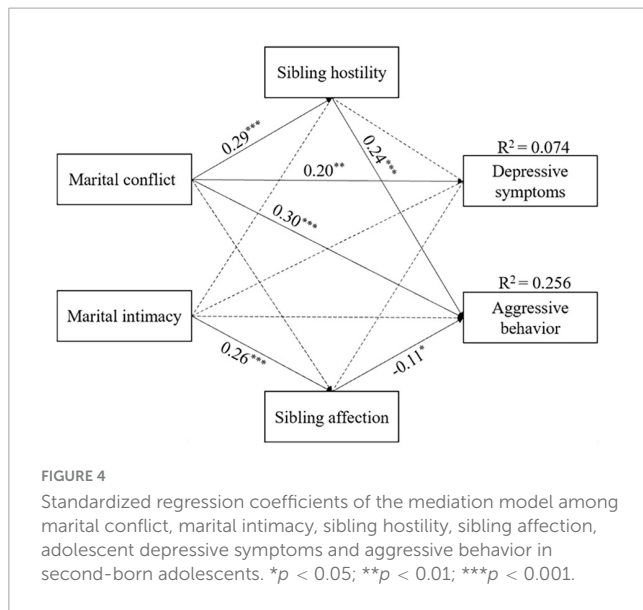 Sibling hostility
0.29***
0.24***
R² = 0.074
Marital conflict
0.20**
Depressive
symptoms
0.30***
R² = 0.256
Marital intimacy
Aggressive
behavior
0.26***
-0.11*
Sibling affection
FIGURE 4
Standardized regression coefficients of the mediation model among
marital conflict, marital intimacy, sibling hostility, sibling affection,
adolescent depressive symptoms and aggressive behavior in
second-born adolescents. *p < 0.05; **p < 0.01; ***p < 0.001.